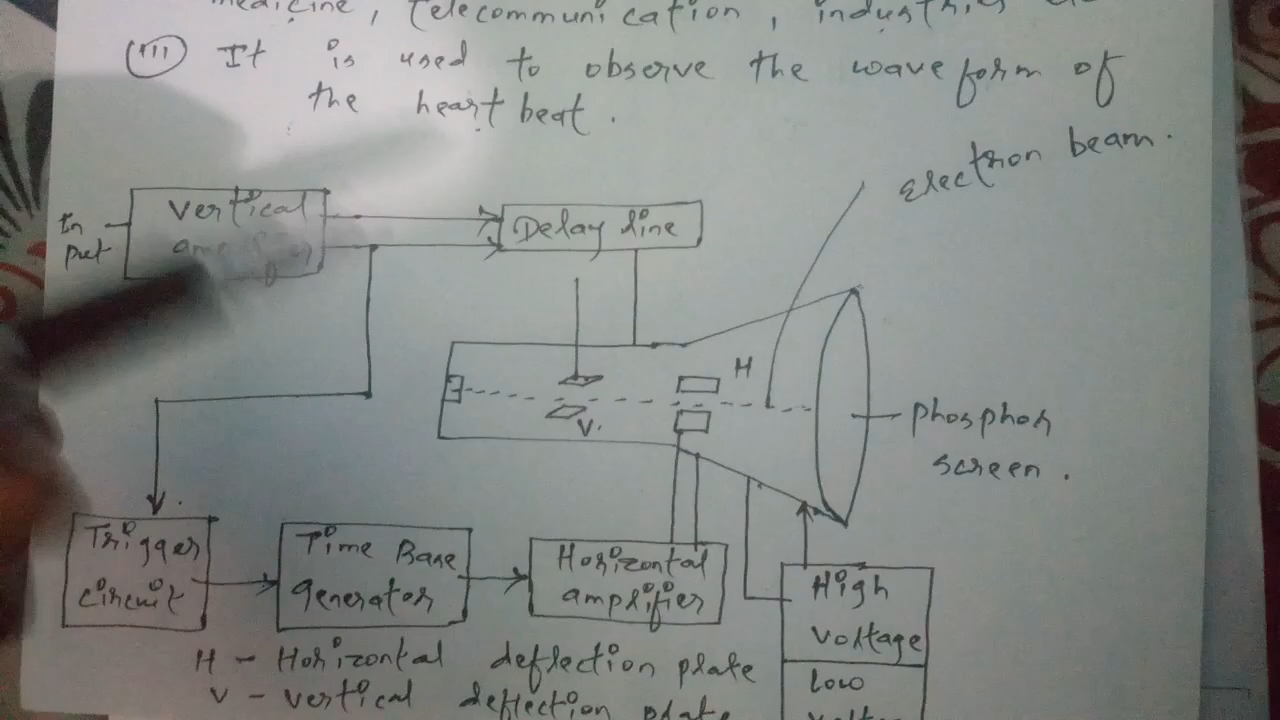 medicine, Telecommunication, industries
(iii) It is used to observe the waveform of
the heart beat.
electron beam.
In
put
Vertical
amplifier
Delay line
H
V.
phosphor
screen.
Trigger
circuit
Time Base
generator
Horizontal
amplifier
High
voltage
Low
H - Horizontal deflection plate
V - vertical deflection plate